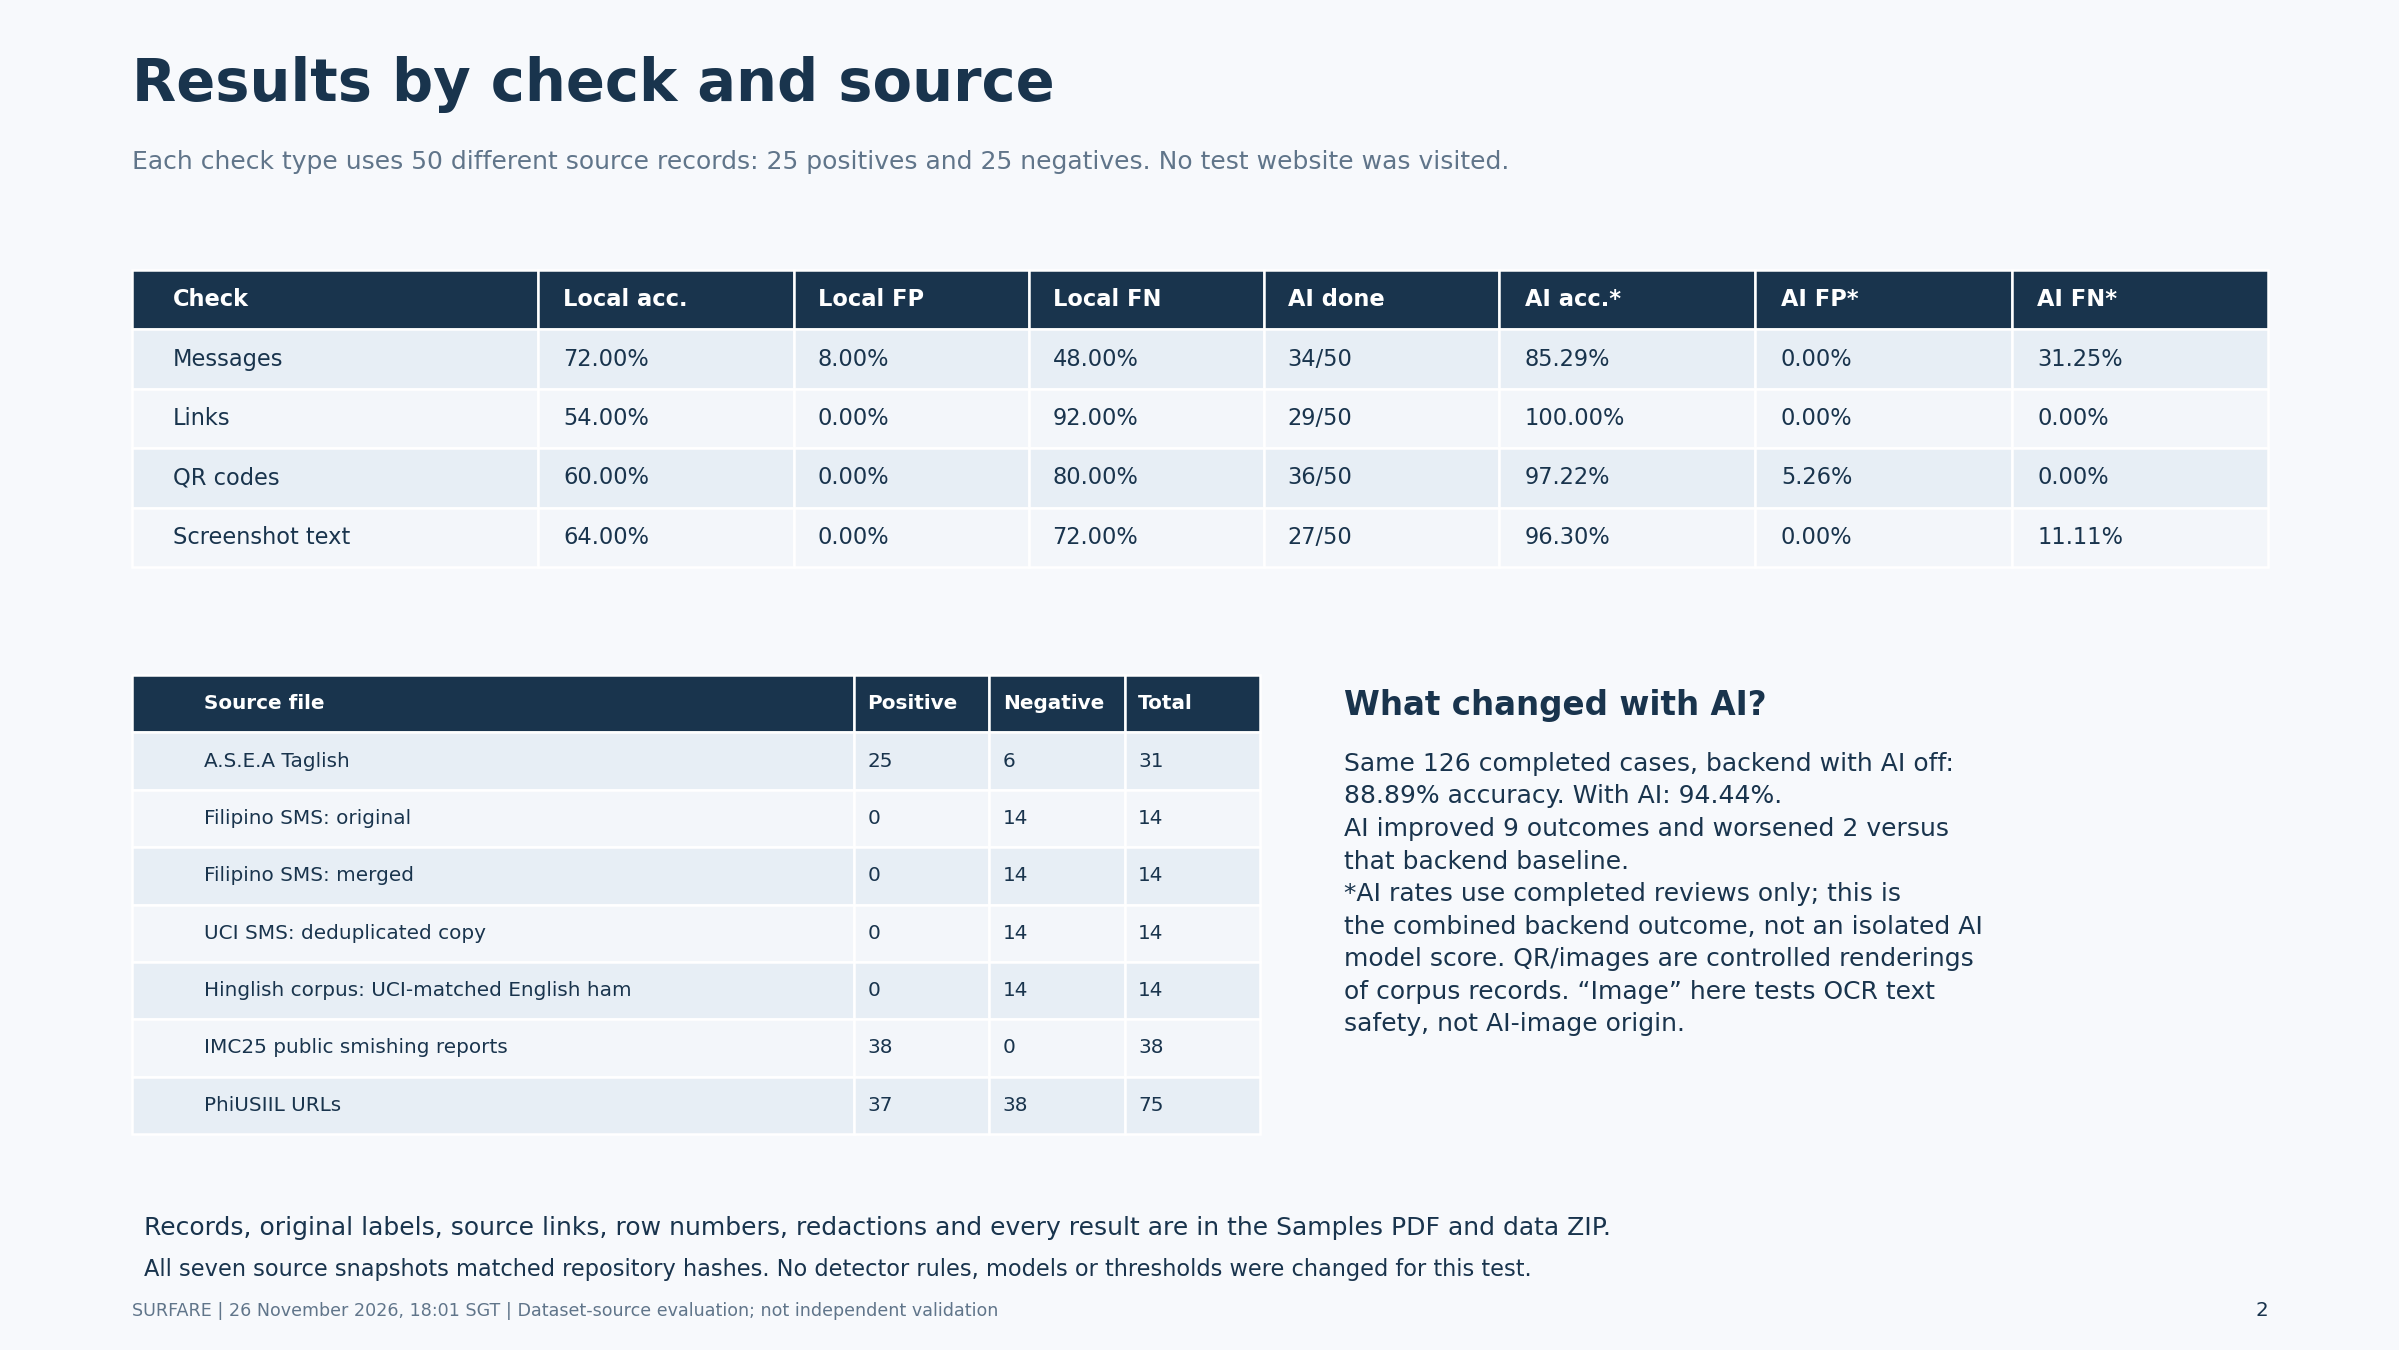 Results by check and source
Each check type uses 50 different source records: 25 positives and 25 negatives. No test website was visited.
Check Local acc. Local FP Local FN AI done AI acc.* AI FP* AI FN*
Messages 72.00% 8.00% 48.00% 34/50 85.29% 0.00% 31.25%
Links 54.00% 0.00% 92.00% 29/50 100.00% 0.00% 0.00%
QR codes 60.00% 0.00% 80.00% 36/50 97.22% 5.26% 0.00%
Screenshot text 64.00% 0.00% 72.00% 27/50 96.30% 0.00% 11.11%
Source file Positive Negative Total
A.S.E.A Taglish 25 6 31
Filipino SMS: original 0 14 14
Filipino SMS: merged 0 14 14
UCI SMS: deduplicated copy 0 14 14
Hinglish corpus: UCI-matched English ham 0 14 14
IMC25 public smishing reports 38 0 38
PhiUSIIL URLs 37 38 75
What changed with AI?
Same 126 completed cases, backend with AI off:
88.89% accuracy. With AI: 94.44%.
AI improved 9 outcomes and worsened 2 versus
that backend baseline.
*AI rates use completed reviews only; this is
the combined backend outcome, not an isolated AI
model score. QR/images are controlled renderings
of corpus records. “Image” here tests OCR text
safety, not AI-image origin.
Records, original labels, source links, row numbers, redactions and every result are in the Samples PDF and data ZIP.
All seven source snapshots matched repository hashes. No detector rules, models or thresholds were changed for this test.
SURFARE | 26 November 2026, 18:01 SGT | Dataset-source evaluation; not independent validation
2